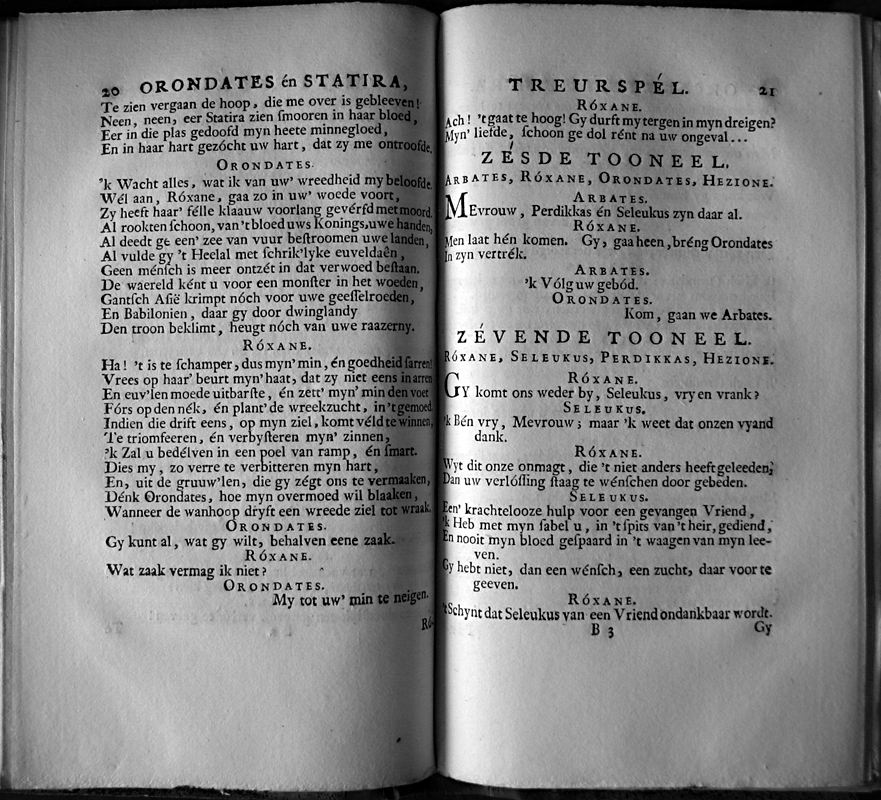 20 ORONDATES én STATIRA,
Te zien vergaan de hoop, die me over is gebleeven!
Neen, neen, eer Statira zien ſmooren in haar bloed,
Eer in die plas gedoofd myn heete minnegloed,
En in haar hart gezócht uw hart, dat zy me ontroofde.
ORONDATES.
'k Wacht alles, wat ik van uw' wreedheid my beloofde.
Wél aan, Róxane, gaa zo in uw' woede voort,
Zy heeft haar' félle klaauw voorlang gevérfd met moord.
Al rookten ſchoon, van 't bloed uws Konings, uwe handen,
Al deedt ge een' zee van vuur beſtroomen uwe landen,
Al vulde gy 't Heelal met ſchrik'lyke euveldaên,
Geen ménſch is meer ontzét in dat verwoed beſtaan.
De waereld ként u voor een monſter in het woeden,
Gantſch Aſië krimpt nóch voor uwe geeſſelroeden,
En Babilonien, daar gy door dwinglandy
Den troon beklimt, heugt nóch van uwe raazerny.
RÓXANE.
Ha! 't is te ſchamper, dus myn' min, én goedheid ſarren!
Vrees op haar' beurt myn' haat, dat zy niet eens in arren
En euv'len moede uitbarſte, én zett' myn' min den voet
Fórs op den nék, én plant' de wreekzucht, in 't gemoed.
Indien die drift eens, op myn ziel, komt véld te winnen,
Te triomfeeren, én verbyſteren myn' zinnen,
'k Zal u bedélven in een poel van ramp, én ſmart.
Dies my, zo verre te verbitteren myn hart,
En, uit de gruuw'len, die gy zégt ons te vermaaken,
Dénk Orondates, hoe myn overmoed wil blaaken,
Wanneer de wanhoop dryft een wreede ziel tot wraak.
ORONDATES.
Gy kunt al, wat gy wilt, behalven eene zaak.
RÓXANE.
Wat zaak vermag ik niet?
ORONDATES.
My tot uw' min te neigen.
Ró-
TREURSPÉL. 21
RÓXANE.
Ach! 't gaat te hoog! Gy durft my tergen in myn dreigen?
Myn' liefde, ſchoon ge dol rént na uw ongeval...
ZÉSDE TOONEEL.
ARBATES, RÓXANE, ORONDATES, HEZIONE.
ARBATES.
MEvrouw, Perdikkas én Seleukus zyn daar al.
RÓXANE.
Men laat hén komen. Gy, gaa heen, bréng Orondates
In zyn vertrék.
ARBATES.
'k Vólg uw gebód.
ORONDATES.
Kom, gaan we Arbates.
ZÉVENDE TOONEEL.
RÓXANE, SELEUKUS, PERDIKKAS, HEZIONE.
RÓXANE.
GY komt ons weder by, Seleukus, vry en vrank?
SELEUKUS.
'k Bén vry, Mevrouw; maar 'k weet dat onzen vyand
dank.
RÓXANE.
Wyt dit onze onmagt, die 't niet anders heeft geleeden,
Dan uw verlóſſing ſtaag te wénſchen door gebeden.
SELEUKUS.
Een' krachtelooze hulp voor een gevangen Vriend,
'k Heb met myn ſabel u, in 't ſpits van 't heir, gediend,
En nooit myn bloed geſpaard in 't waagen van myn lee-
ven.
Gy hebt niet, dan een wénſch, een zucht, daar voor te
geeven.
RÓXANE.
't Schynt dat Seleukus van een Vriend ondankbaar wordt.
B 3 Gy